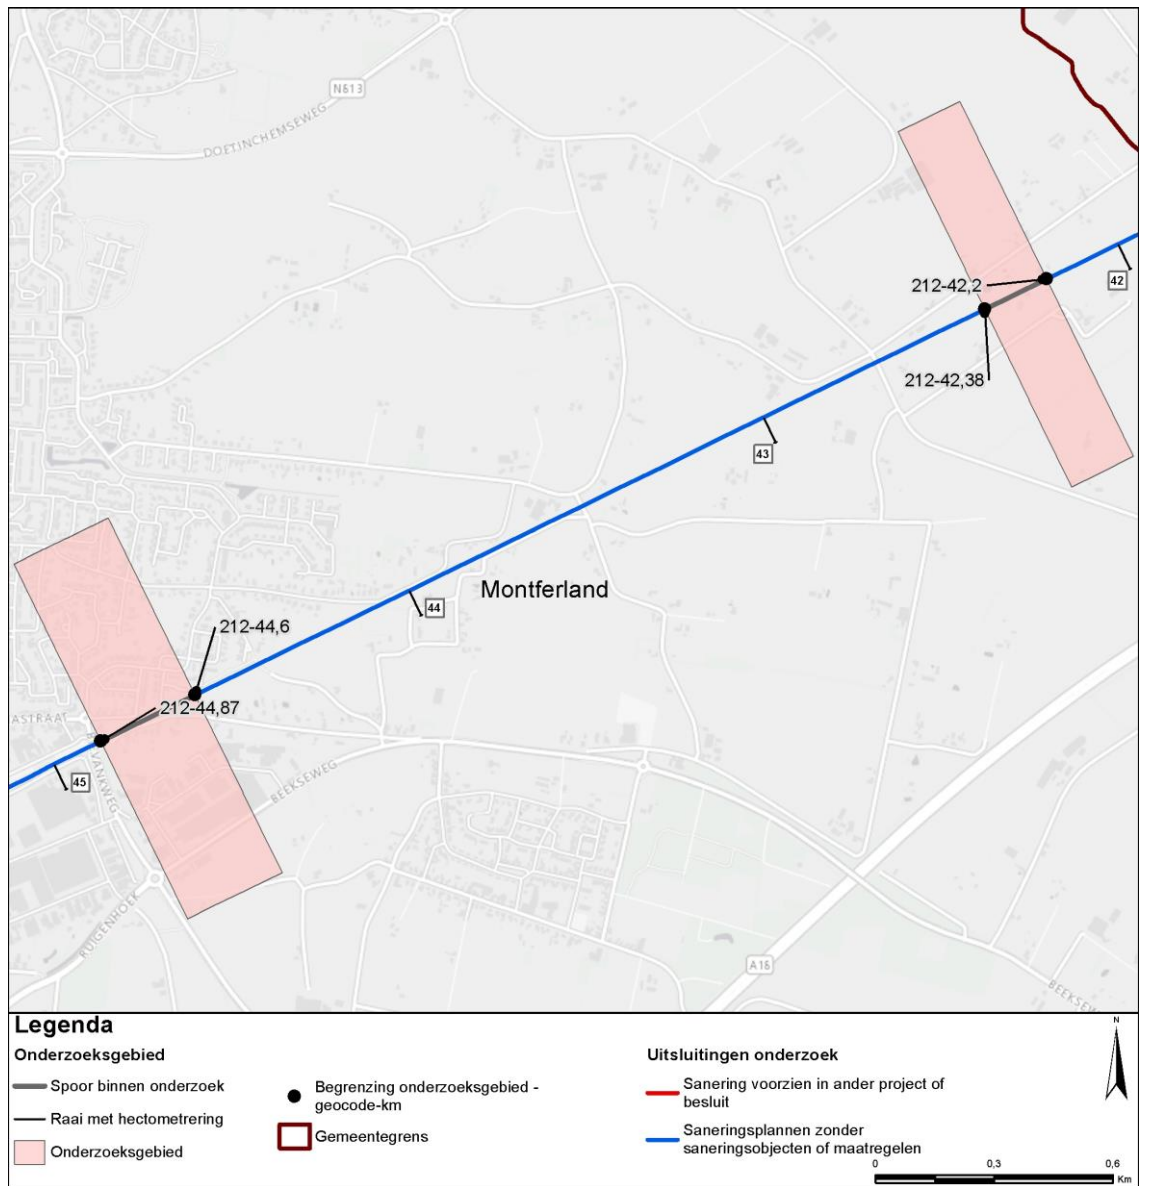 N813
DOETINCHEMSEWEG
212-42,2
42
212-42,38
43
Montferland
44
212-44,6
212-44,87
ASTRAAT
45
VANKWEG
BEEKSEWEG
RUIGENHOEK
A18
BEEKSEW
Legenda
N
Onderzoeksgebied
Spoor binnen onderzoek
Raai met hectometrering
Onderzoeksgebied
Begrenzing onderzoeksgebied -
geocode-km
Gemeentegrens
Uitsluitingen onderzoek
Sanering voorzien in ander project of
besluit
Saneringsplannen zonder
saneringsobjecten of maatregelen
0 0,3 0,6
Km